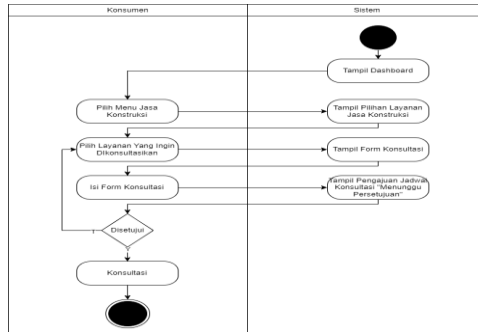 Konsumen
Sistem
Tampil Dashboard
Pilih Menu Jasa
Konstruksi
Tampil Pilihan Layanan
Jasa Konstruksi
Pilih Layanan Yang Ingin
Dikonsultasikan
Tampil Form Konsultasi
Isi Form Konsultasi
Tampil Pengajuan Jadwal
Konsultasi "Menunggu
Persetujuan"
Disetujui
Konsultasi